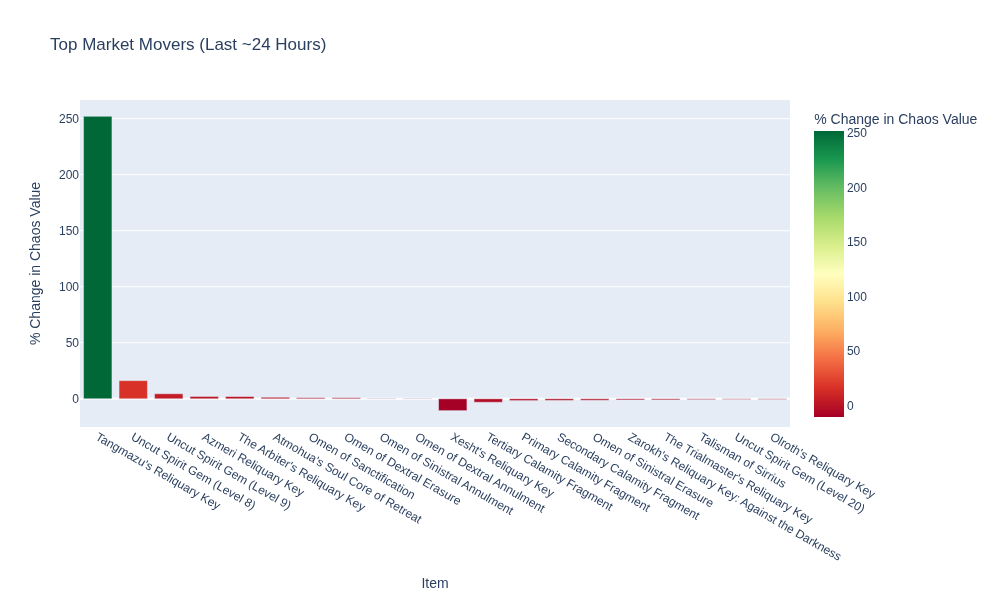 Top Market Movers (Last ~24 Hours)
% Change in Chaos Value
250
200
150
100
50
0
% Change in Chaos Value
250
200
150
100
50
0
Tangmazu's Reliquary Key
Uncut Spirit Gem (Level 8)
Uncut Spirit Gem (Level 9)
Azmeri Reliquary Key
The Arbiter's Reliquary Key
Atmohua's Soul Core of Retreat
Omen of Sanctification
Omen of Dextral Erasure
Omen of Sinistral Annulment
Omen of Dextral Annulment
Xesht's Reliquary Key
Tertiary Calamity Fragment
Primary Calamity Fragment
Secondary Calamity Fragment
Omen of Sinistral Erasure
Zarokh's Reliquary Key: Against the Darkness
The Trialmaster's Reliquary Key
Talisman of Sirrius
Uncut Spirit Gem (Level 20)
Olroth's Reliquary Key
Item